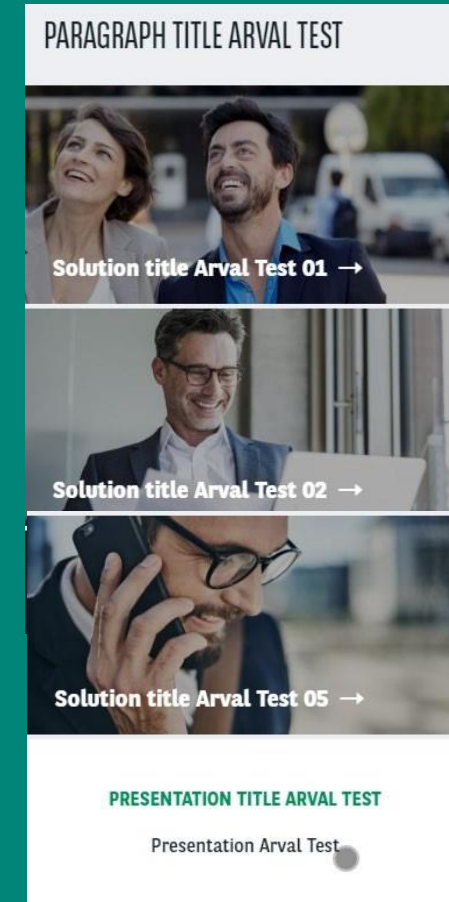 PARAGRAPH TITLE ARVAL TEST
Solution title Arval Test 01 →
Solution title Arval Test 02 →
Solution title Arval Test 05 →
PRESENTATION TITLE ARVAL TEST
Presentation Arval Test